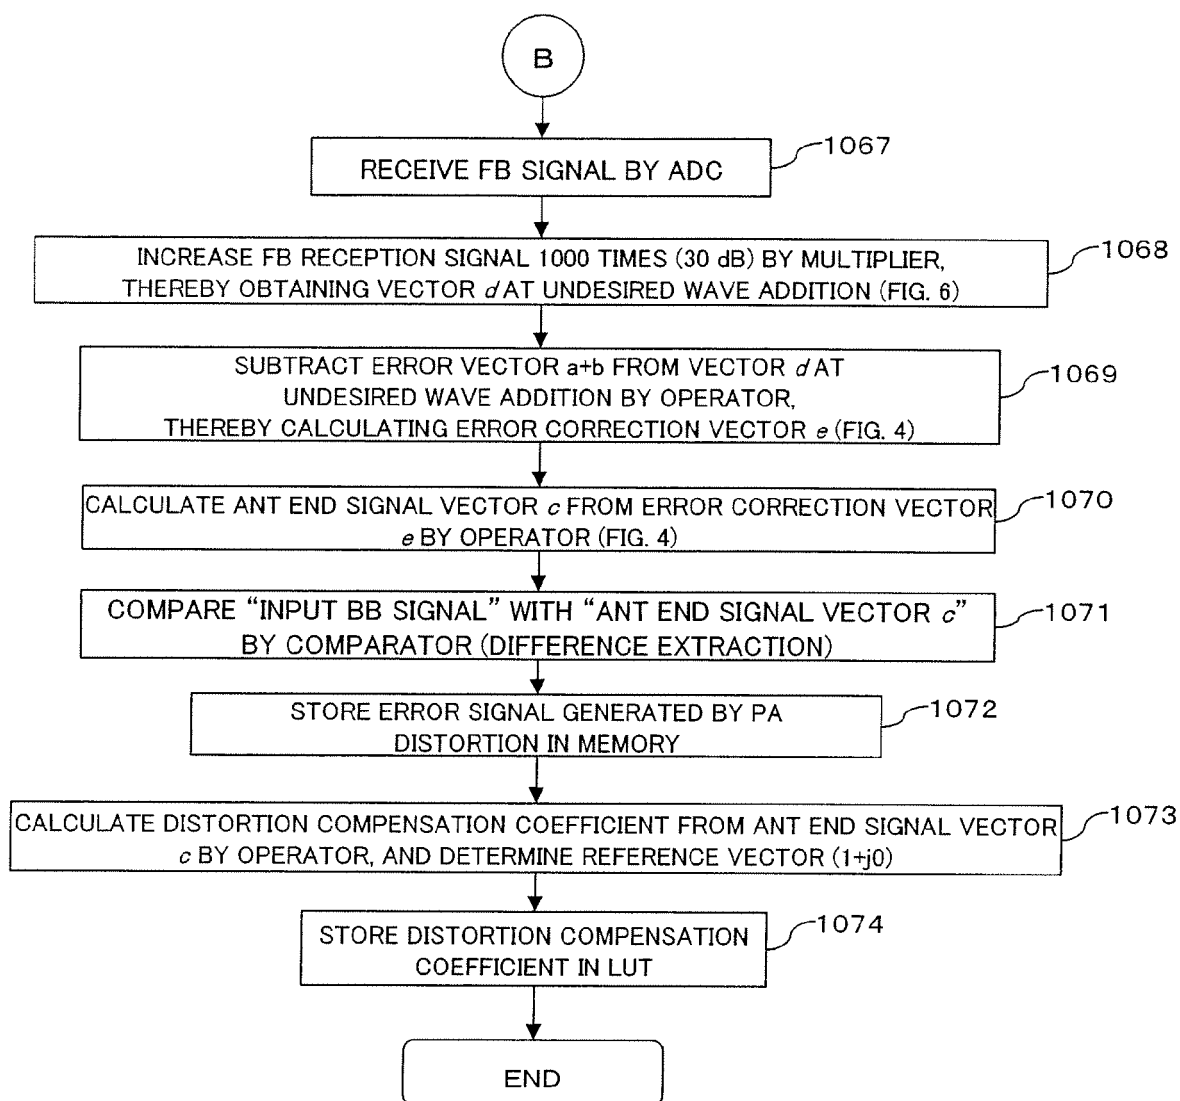 B
RECEIVE FB SIGNAL BY ADC
1067
INCREASE FB RECEPTION SIGNAL 1000 TIMES (30 dB) BY MULTIPLIER,
THEREBY OBTAINING VECTOR d AT UNDESIRED WAVE ADDITION (FIG. 6)
1068
SUBTRACT ERROR VECTOR a+b FROM VECTOR d AT
UNDESIRED WAVE ADDITION BY OPERATOR,
THEREBY CALCULATING ERROR CORRECTION VECTOR e (FIG. 4)
1069
CALCULATE ANT END SIGNAL VECTOR c FROM ERROR CORRECTION VECTOR
e BY OPERATOR (FIG. 4)
1070
COMPARE “INPUT BB SIGNAL” WITH “ANT END SIGNAL VECTOR c”
BY COMPARATOR (DIFFERENCE EXTRACTION)
1071
STORE ERROR SIGNAL GENERATED BY PA
DISTORTION IN MEMORY
1072
CALCULATE DISTORTION COMPENSATION COEFFICIENT FROM ANT END SIGNAL VECTOR
c BY OPERATOR, AND DETERMINE REFERENCE VECTOR (1+j0)
1073
STORE DISTORTION COMPENSATION
COEFFICIENT IN LUT
1074
END